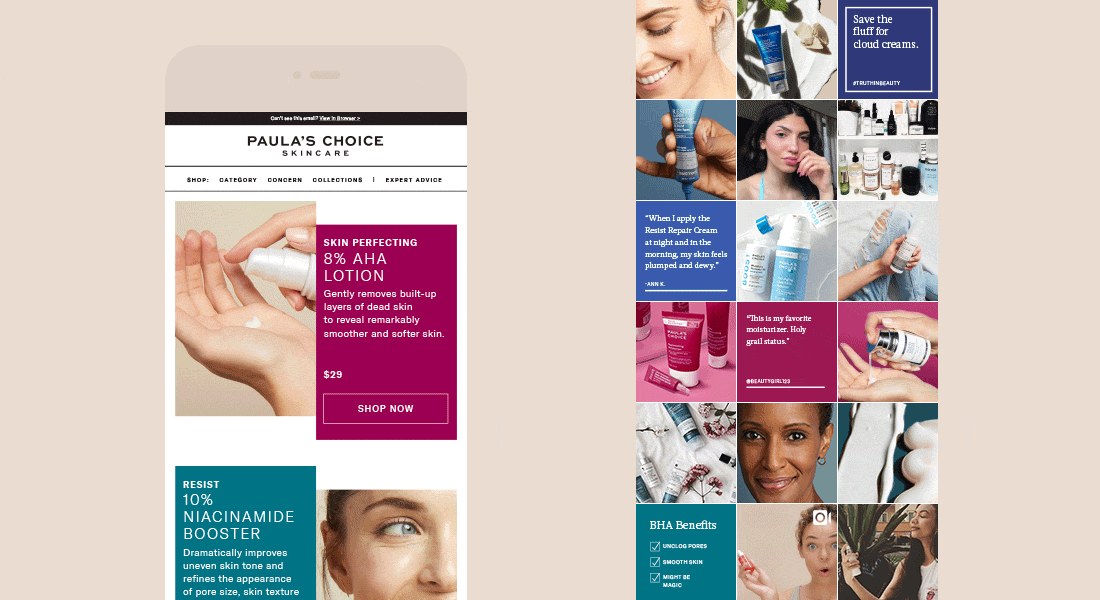 Can't see this email? View in Browser >
PAULA'S CHOICE
SKINCARE
SHOP:
CATEGORY
CONCERN
COLLECTIONS
|
EXPERT ADVICE
SKIN PERFECTING
8% AHA
LOTION
Gently removes built-up
layers of dead skin
to reveal remarkably
smoother and softer skin.
$29
SHOP NOW
RESIST
10%
NIACINAMIDE
BOOSTER
Dramatically improves
uneven skin tone and
refines the appearance
of pore size, skin texture
Save the
fluff for
cloud creams.
#TRUTHINBEAUTY
"When I apply the
Resist Repair Cream
at night and in the
morning, my skin feels
plumped and dewy."
-ANN K.
PAULA'S
CHOICE
PAULA'S
CHOICE
"This is my favorite
moisturizer. Holy
grail status."
@BEAUTYGIRL123
BHA Benefits
UNCLOG PORES
SMOOTH SKIN
MIGHT BE
MAGIC